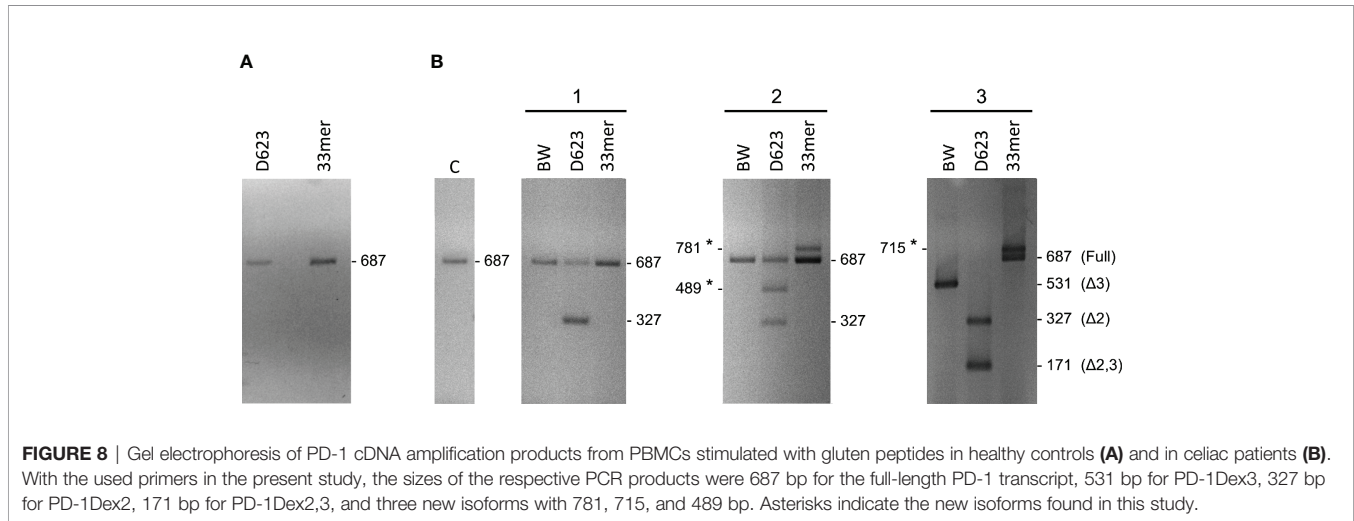 A
B
1
2
3
D623
33mer
C
BW
D623
33mer
BW
D623
33mer
BW
D623
33mer
- 687
- 687
- 687
- 327
781 * -
489 * -
- 687
- 327
715 * -
- 687 (Full)
- 531 (Δ3)
- 327 (Δ2)
- 171 (Δ2,3)
FIGURE 8 | Gel electrophoresis of PD-1 cDNA amplification products from PBMCs stimulated with gluten peptides in healthy controls (A) and in celiac patients (B).
With the used primers in the present study, the sizes of the respective PCR products were 687 bp for the full-length PD-1 transcript, 531 bp for PD-1Dex3, 327 bp
for PD-1Dex2, 171 bp for PD-1Dex2,3, and three new isoforms with 781, 715, and 489 bp. Asterisks indicate the new isoforms found in this study.